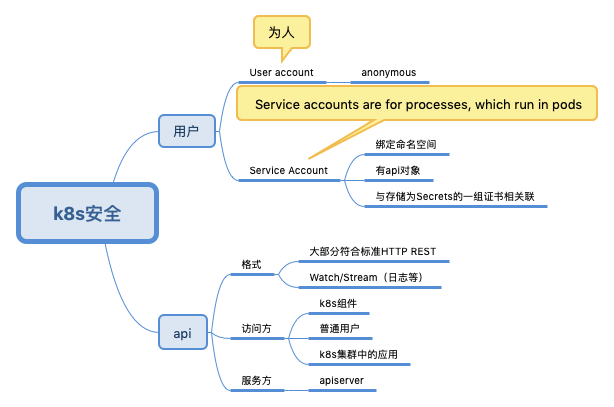 为人
User account
anonymous
Service accounts are for processes, which run in pods
用户
绑定命名空间
Service Account
有api对象
与存储为Secrets的一组证书相关联
k8s安全
大部分符合标准HTTP REST
格式
Watch/Stream（日志等）
k8s组件
api
访问方
普通用户
k8s集群中的应用
服务方
apiserver